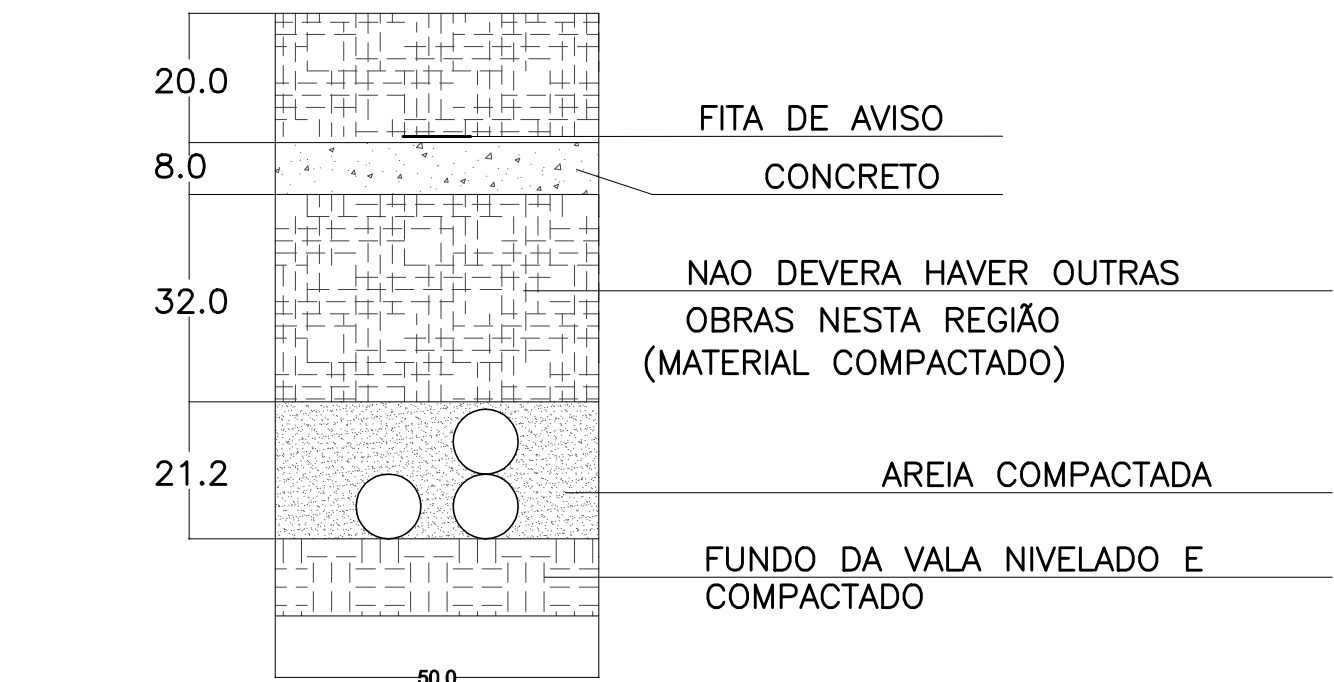 20.0
FITA DE AVISO
8.0
CONCRETO
32.0
NAO DEVERA HAVER OUTRAS
OBRAS NESTA REGIÃO
(MATERIAL COMPACTADO)
21.2
AREIA COMPACTADA
FUNDO DA VALA NIVELADO E
COMPACTADO
50.0